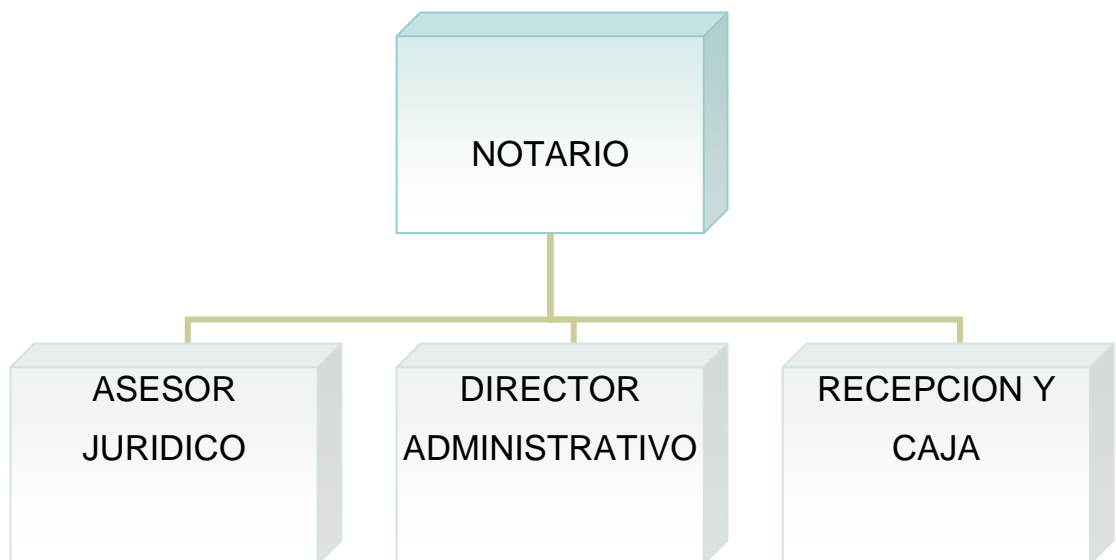 NOTARIO
ASESOR
JURIDICO
DIRECTOR
ADMINISTRATIVO
RECEPCION Y
CAJA